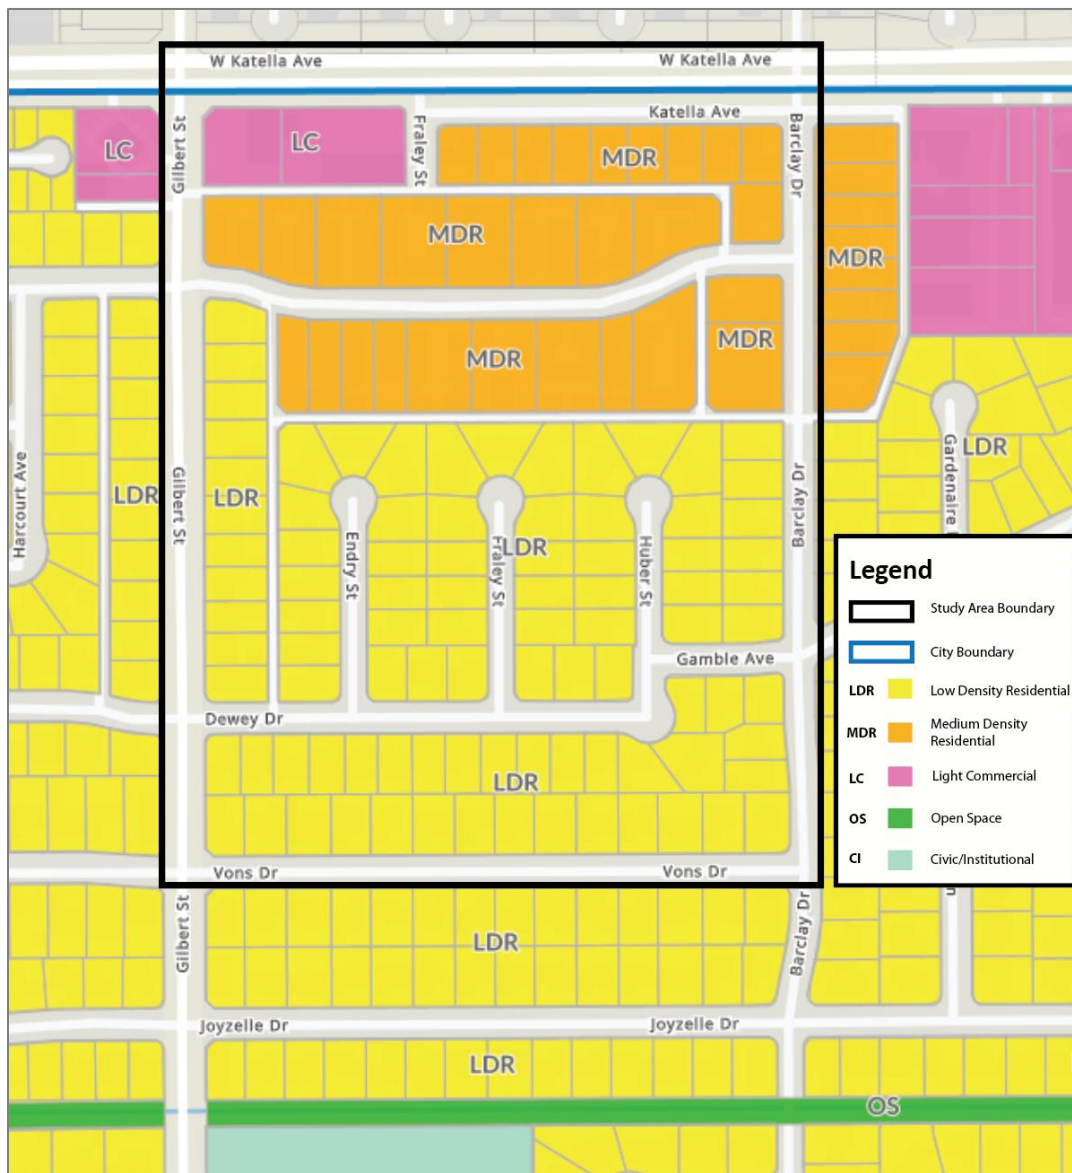 W Katella Ave
W Katella Ave
Katella Ave
Gilbert St
LC
LC
Fraley St
MDR
Barclay Dr
MDR
MDR
MDR
MDR
Harcourt Ave
LDR
Gilbert St
LDR
Endry St
Fraley St
LDR
Huber St
Barclay Dr
Gardenaire
LDR
Gamble Ave
Dewey Dr
LDR
Vons Dr
Vons Dr
Legend
Study Area Boundary
City Boundary
LDR Low Density Residential
MDR Medium Density
Residential
LC Light Commercial
OS Open Space
CI Civic/Institutional
Gilbert St
LDR
Barclay Dr
n
Joyzelle Dr
Joyzelle Dr
LDR
OS